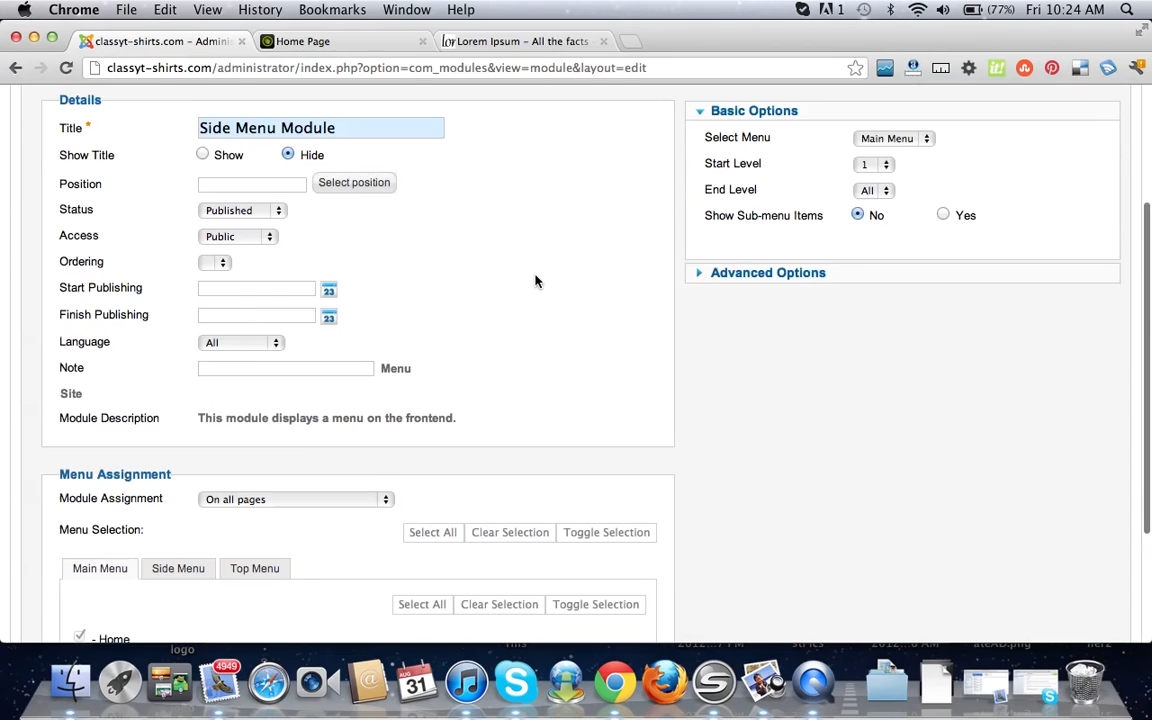 Chrome File Edit View History Bookmarks Window Help 1 (77%) Fri 10:24 AM
classyt-shirts.com - Adminis Home Page Lorem Ipsum - All the facts
classyt-shirts.com/administrator/index.php?option=com_modules&view=module&layout=edit
Details
Title * Side Menu Module
Show Title Show Hide
Position Select position
Status Published
Access Public
Ordering
Start Publishing 23
Finish Publishing 23
Language All
Note Menu
Site
Module Description This module displays a menu on the frontend.
Basic Options
Select Menu Main Menu
Start Level 1
End Level All
Show Sub-menu Items No Yes
Advanced Options
Menu Assignment
Module Assignment On all pages
Menu Selection: Select All Clear Selection Toggle Selection
Main Menu Side Menu Top Menu
Select All Clear Selection Toggle Selection
- Home
logo
4949
AUG
31